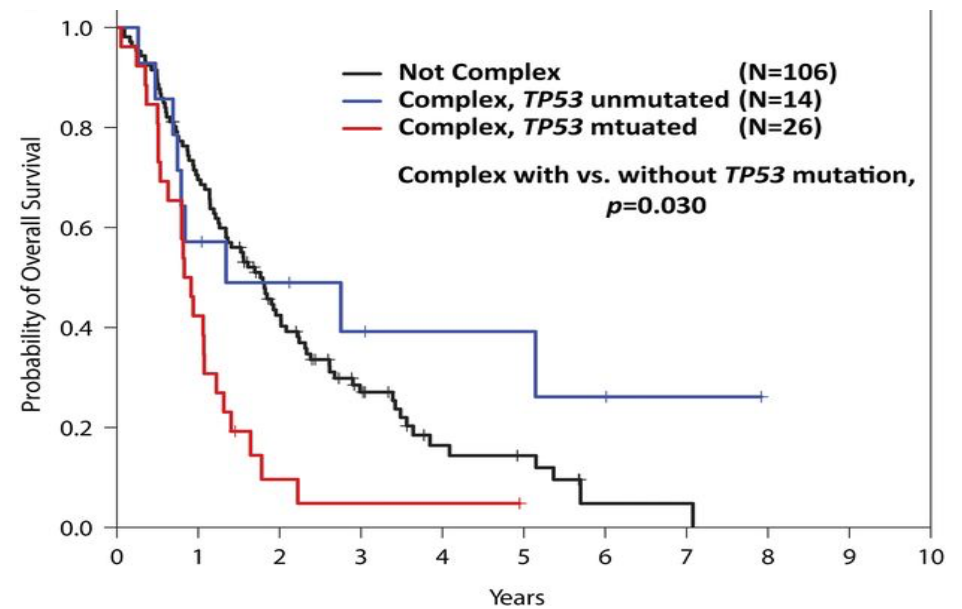 1.0
0.8
0.6
0.4
0.2
0.0
Probability of Overall Survival
Not Complex (N=106)
Complex, TP53 unmutated (N=14)
Complex, TP53 mtuated (N=26)
Complex with vs. without TP53 mutation,
p=0.030
0 1 2 3 4 5 6 7 8 9 10
Years